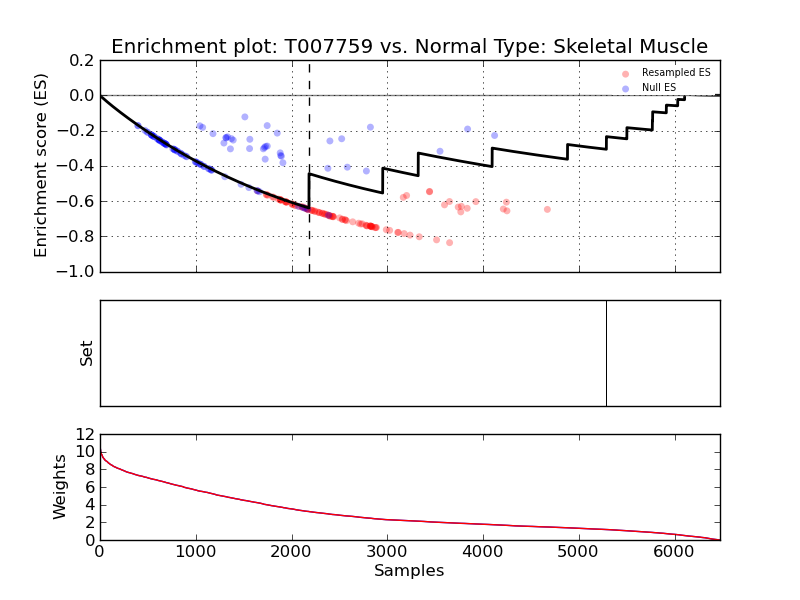 Enrichment plot: T007759 vs. Normal Type: Skeletal Muscle
Enrichment score (ES)
0.2
0.0
−0.2
−0.4
−0.6
−0.8
−1.0
Resampled ES
Null ES
Set
Weights
12
10
8
6
4
2
0
0 1000 2000 3000 4000 5000 6000
Samples